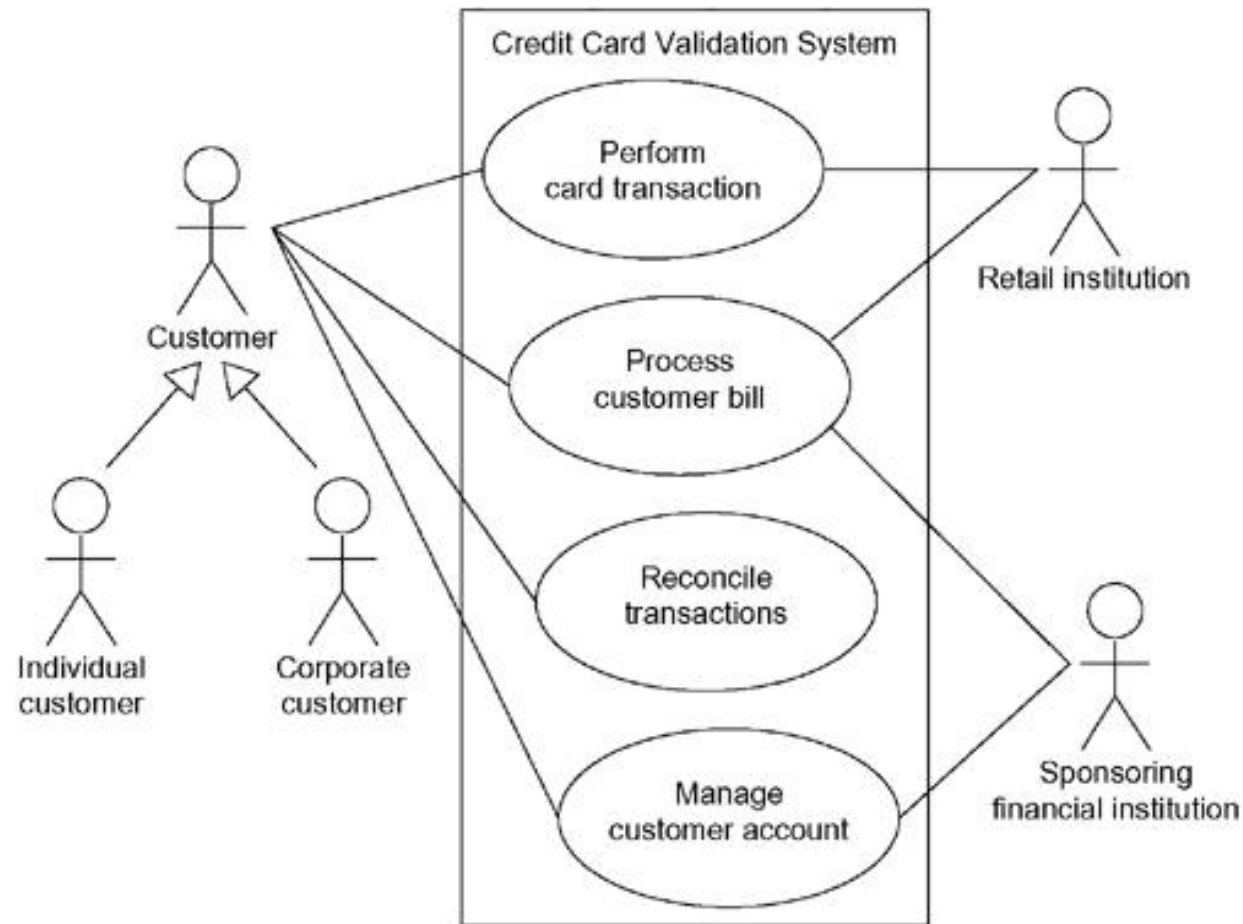 Credit Card Validation System
Perform
card transaction
Retail institution
Customer
Process
customer bill
Individual
customer
Corporate
customer
Reconcile
transactions
Sponsoring
financial institution
Manage
customer account